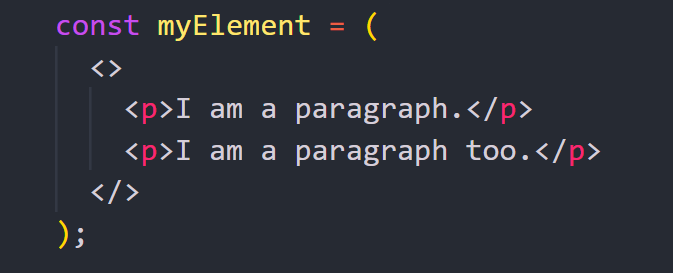 const myElement = (
  <>
    <p>I am a paragraph.</p>
    <p>I am a paragraph too.</p>
  </>
);